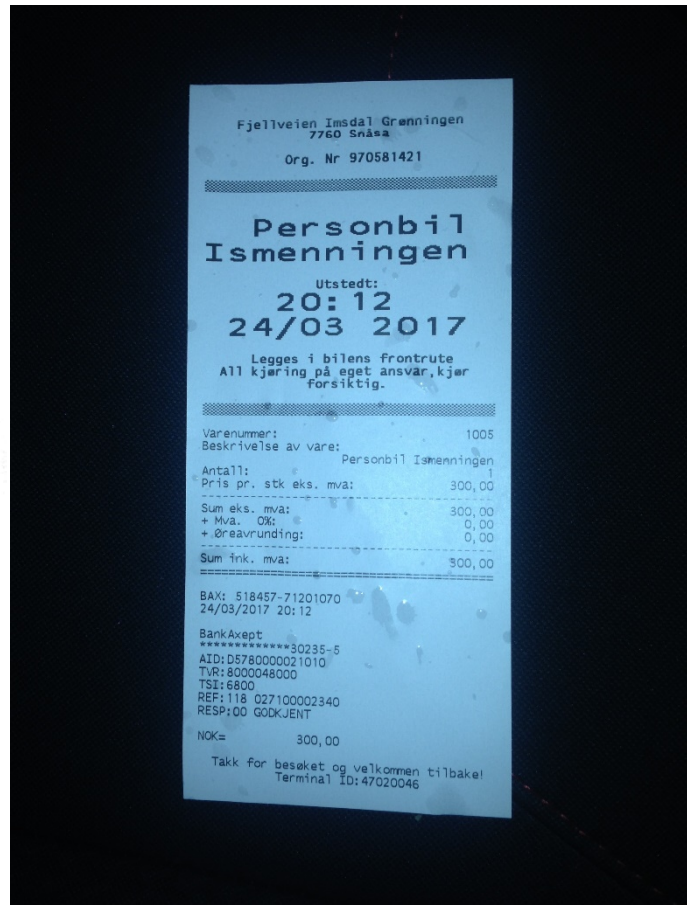 Fjellveien Imsdal Grønningen
7760 Snåsa
Org. Nr 970581421
Personbil
Ismenningen
Utstedt:
20:12
24/03 2017
Legges i bilens frontrute
All kjøring på eget ansvar,kjør
forsiktig.
Varenummer: 1005
Beskrivelse av vare:
Personbil Ismenningen
Antall: 1
Pris pr. stk eks. mva: 300,00
Sum eks. mva: 300,00
+ Mva. 0%: 0,00
+ Øreavrunding: 0,00
Sum ink. mva: 300,00
BAX: 518457-71201070
24/03/2017 20:12
BankAxept
*************30235-5
AID:D5780000021010
TVR:8000048000
TSI:6800
REF:118 027100002340
RESP:00 GODKJENT
NOK= 300,00
Takk for besøket og velkommen tilbake!
Terminal ID:47020046